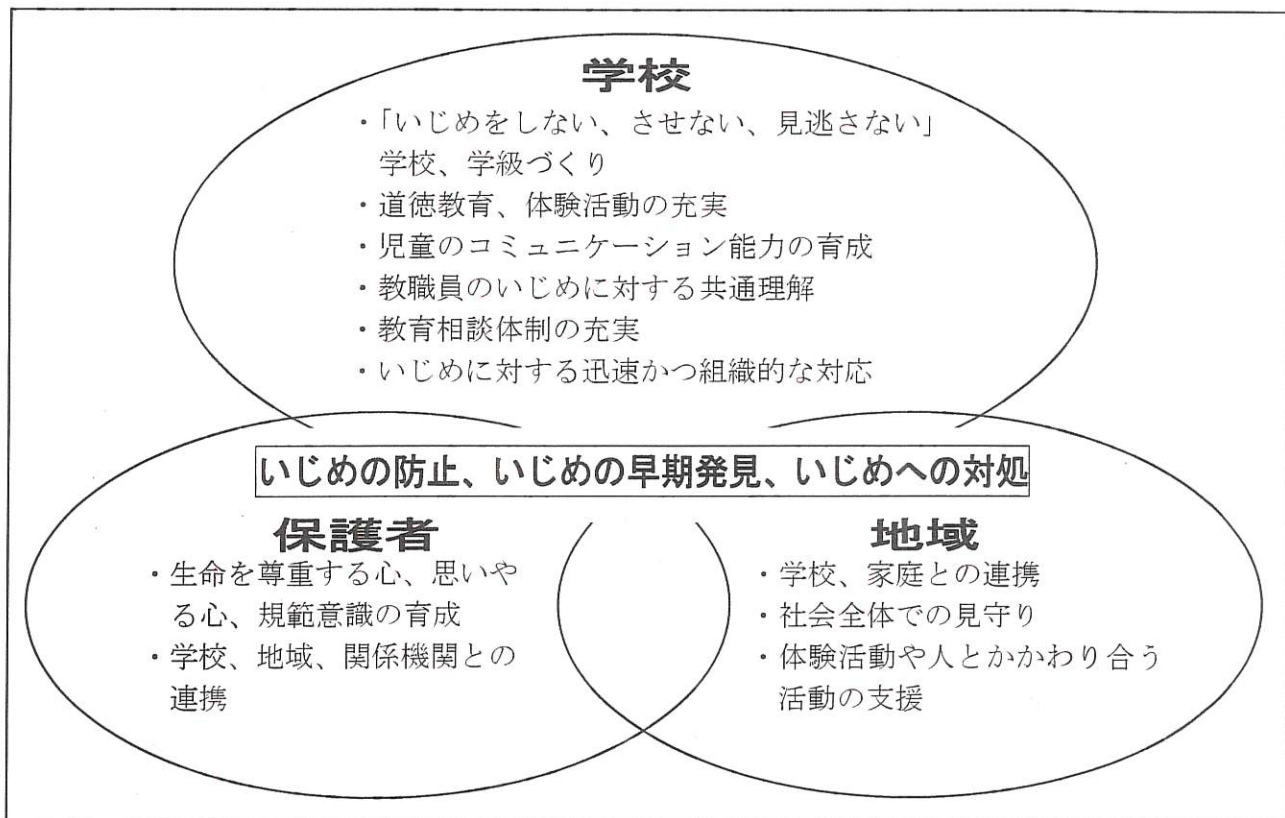 学校
・「いじめをしない、させない、見逃さない」
学校、学級づくり
・道徳教育、体験活動の充実
・児童のコミュニケーション能力の育成
・教職員のいじめに対する共通理解
・教育相談体制の充実
・いじめに対する迅速かつ組織的な対応
いじめの防止、いじめの早期発見、いじめへの対処
保護者
・生命を尊重する心、思いや
る心、規範意識の育成
・学校、地域、関係機関との
連携
地域
・学校、家庭との連携
・社会全体での見守り
・体験活動や人とかかわり合う
活動の支援